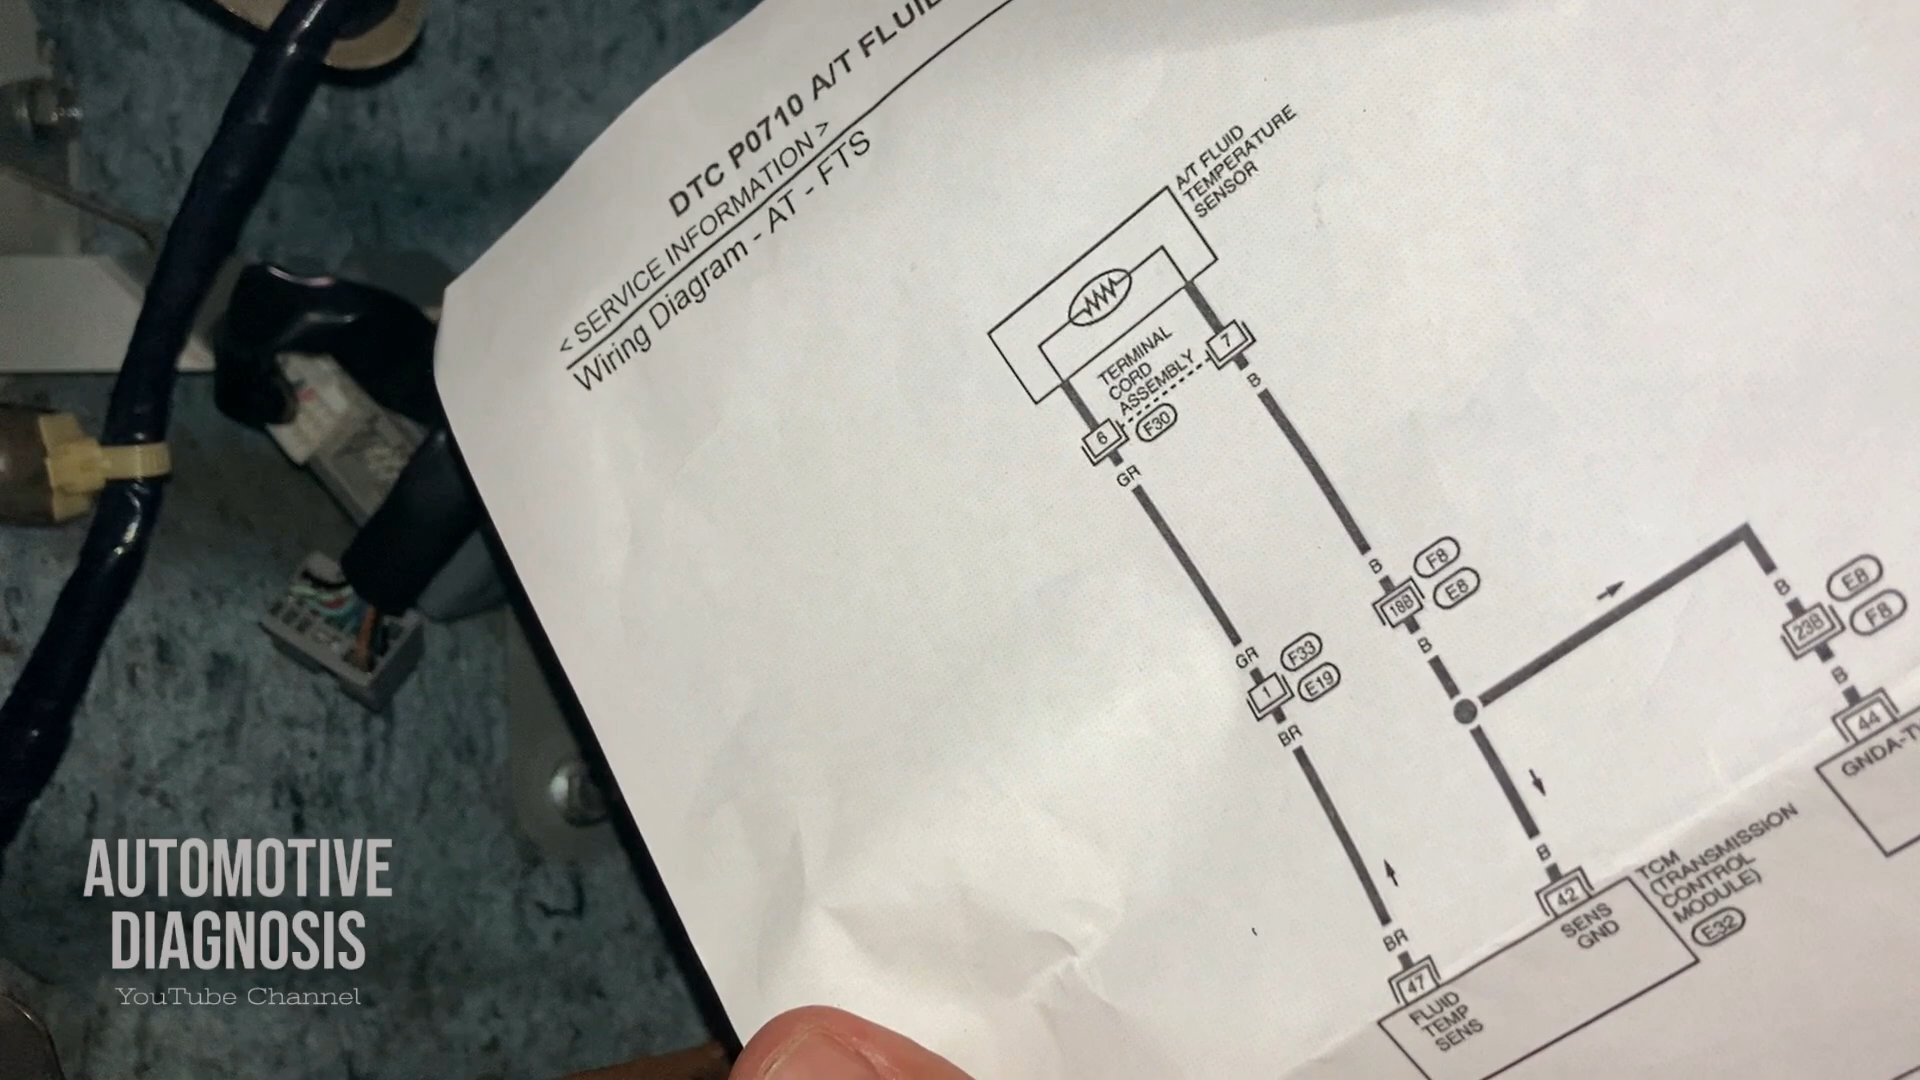 DTC P0710 A/T FLUID
< SERVICE INFORMATION >
Wiring Diagram - AT - FTS
A/T FLUID
TEMPERATURE
SENSOR
TERMINAL
CORD
ASSEMBLY
7
B
6
F30
GR
B
F8
18B
E8
B
GR
F33
1
E19
BR
B
E8
23B
F8
B
44
GNDA-
B
42
SENS
GND
TCM
(TRANSMISSION
CONTROL
MODULE)
E32
BR
47
FLUID
TEMP
SENS
AUTOMOTIVE
DIAGNOSIS
YouTube Channel